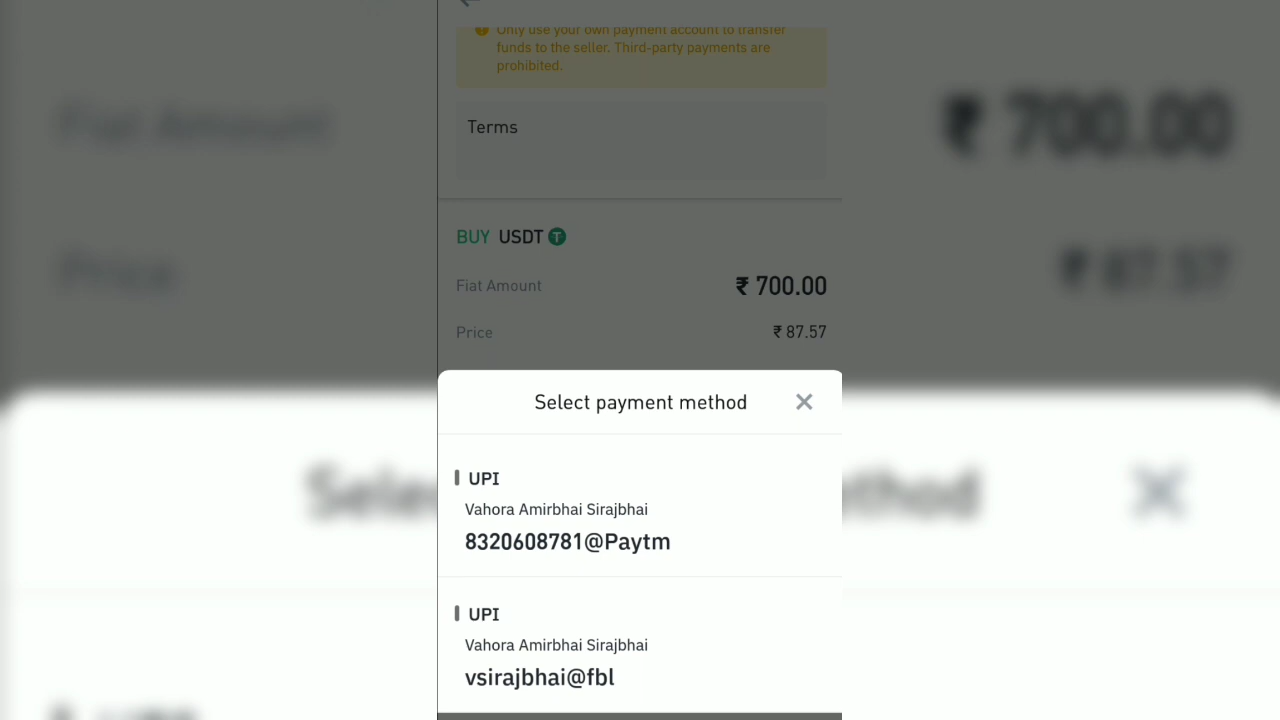 Only use your own payment account to transfer
funds to the seller. Third-party payments are
prohibited.
Terms
BUY USDT
Fiat Amount ₹ 700.00
Price ₹ 87.57
Select payment method
UPI
Vahora Amirbhai Sirajbhai
8320608781@Paytm
UPI
Vahora Amirbhai Sirajbhai
vsirajbhai@fbl